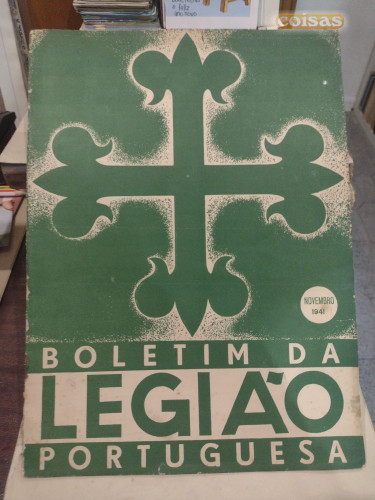 coisas
NOVEMBRO
1941
BOLETIM DA
LEGIÃO
PORTUGUESA